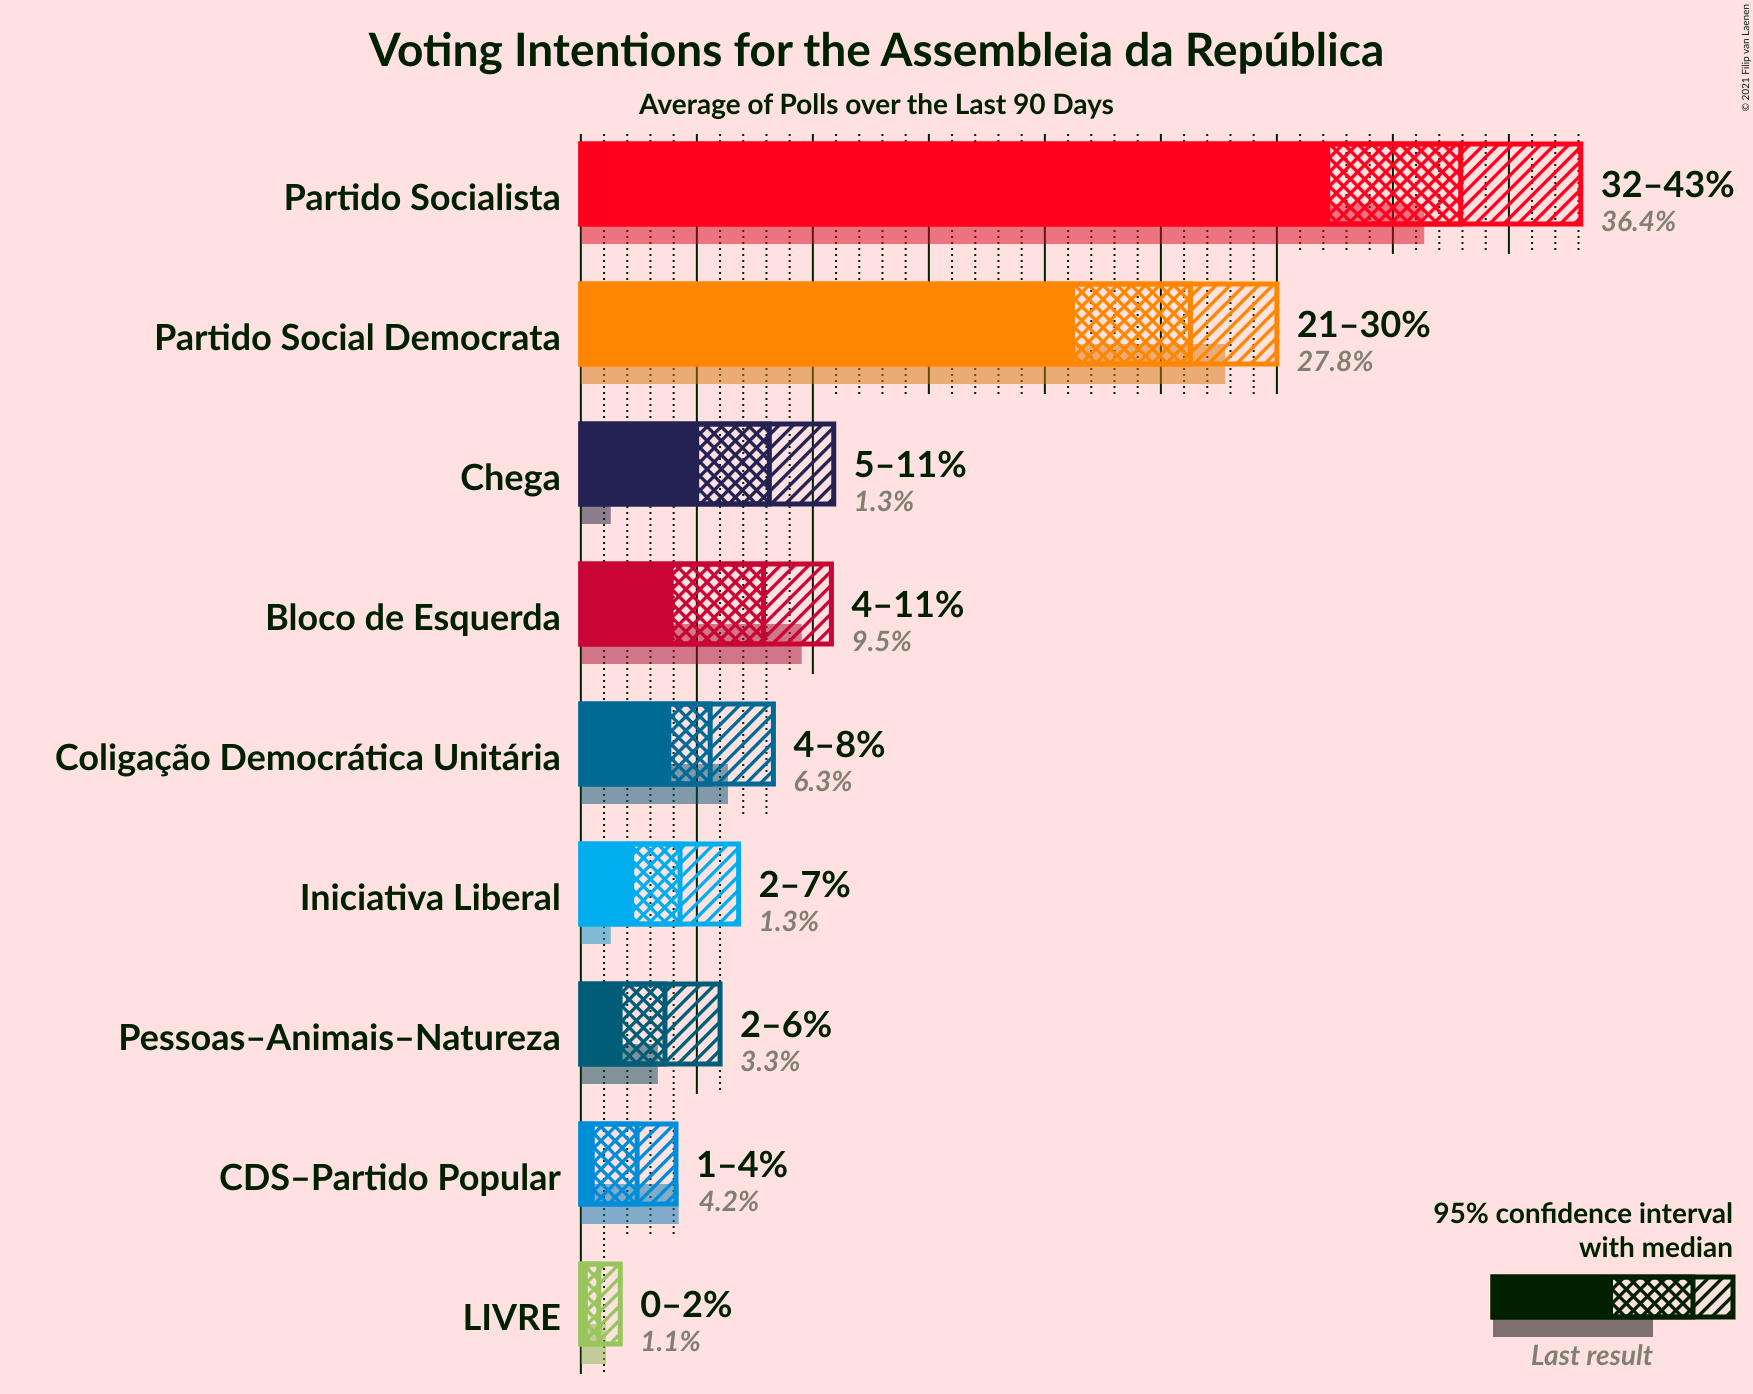 Voting Intentions for the Assembleia da República
Average of Polls over the Last 90 Days
© 2021 Filip van Laenen
Partido Socialista
32–43%
36.4%
Partido Social Democrata
21–30%
27.8%
Chega
5–11%
1.3%
Bloco de Esquerda
4–11%
9.5%
Coligação Democrática Unitária
4–8%
6.3%
Iniciativa Liberal
2–7%
1.3%
Pessoas–Animais–Natureza
2–6%
3.3%
CDS–Partido Popular
1–4%
4.2%
LIVRE
0–2%
1.1%
95% confidence interval
with median
Last result